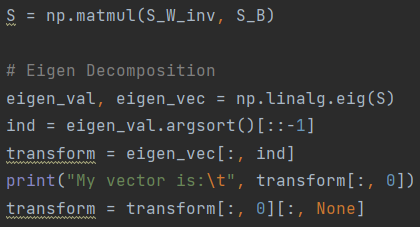 S = np.matmul(S_W_inv, S_B)
# Eigen Decomposition
eigen_val, eigen_vec = np.linalg.eig(S)
ind = eigen_val.argsort()[::-1]
transform = eigen_vec[:, ind]
print("My vector is:\t", transform[:, 0])
transform = transform[:, 0][:, None]